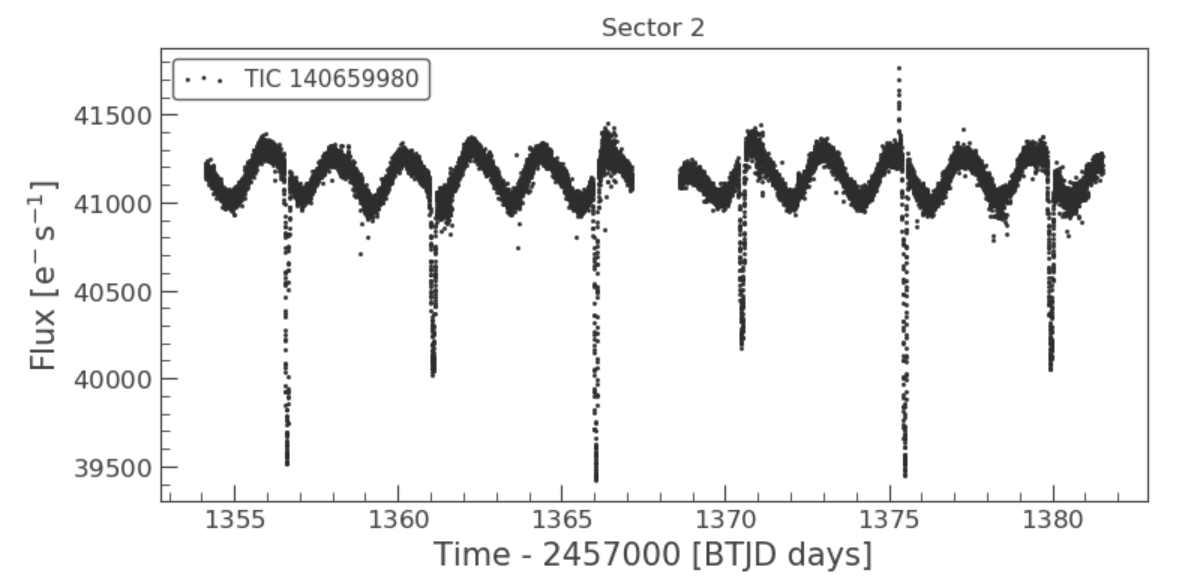 Sector 2
TIC 140659980
41500
41000
40500
40000
39500
Flux [e⁻ s⁻¹]
1355 1360 1365 1370 1375 1380
Time - 2457000 [BTJD days]